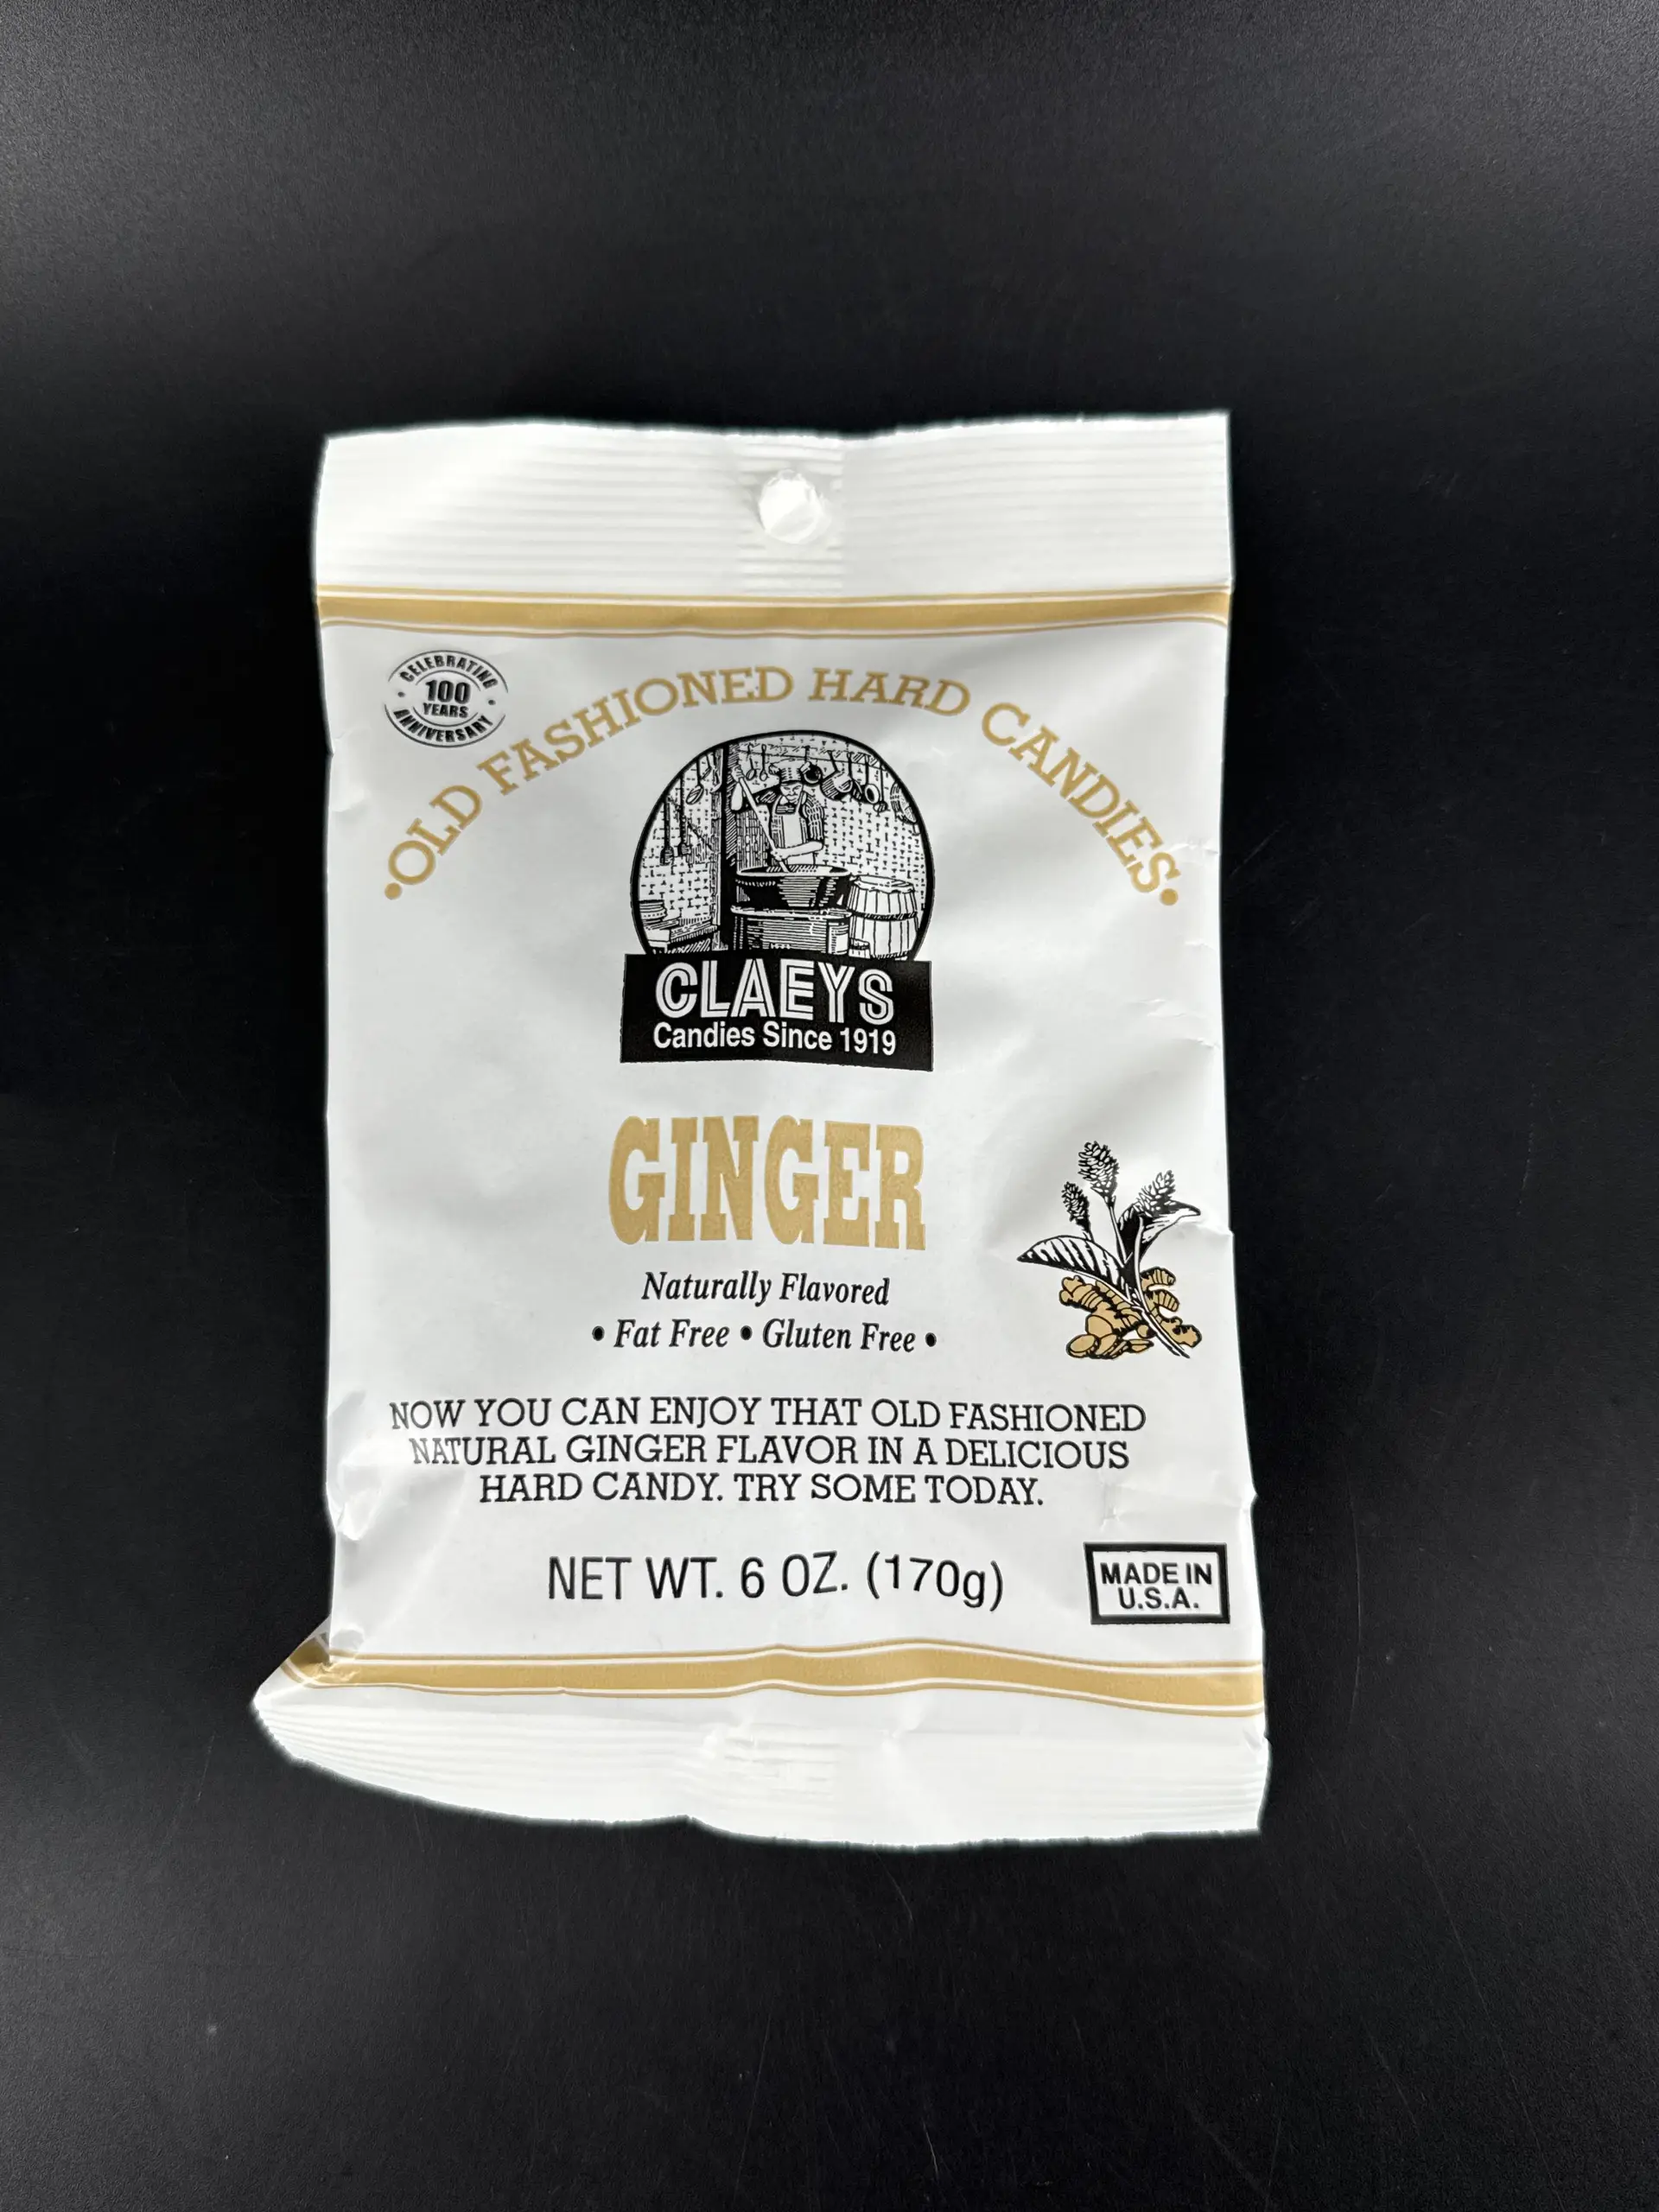 CELEBRATING
100
YEARS
ANNIVERSARY
•OLD FASHIONED HARD CANDIES•
CLAEYS
Candies Since 1919
GINGER
Naturally Flavored
• Fat Free • Gluten Free •
NOW YOU CAN ENJOY THAT OLD FASHIONED
NATURAL GINGER FLAVOR IN A DELICIOUS
HARD CANDY. TRY SOME TODAY.
NET WT. 6 OZ. (170g)
MADE IN
U.S.A.